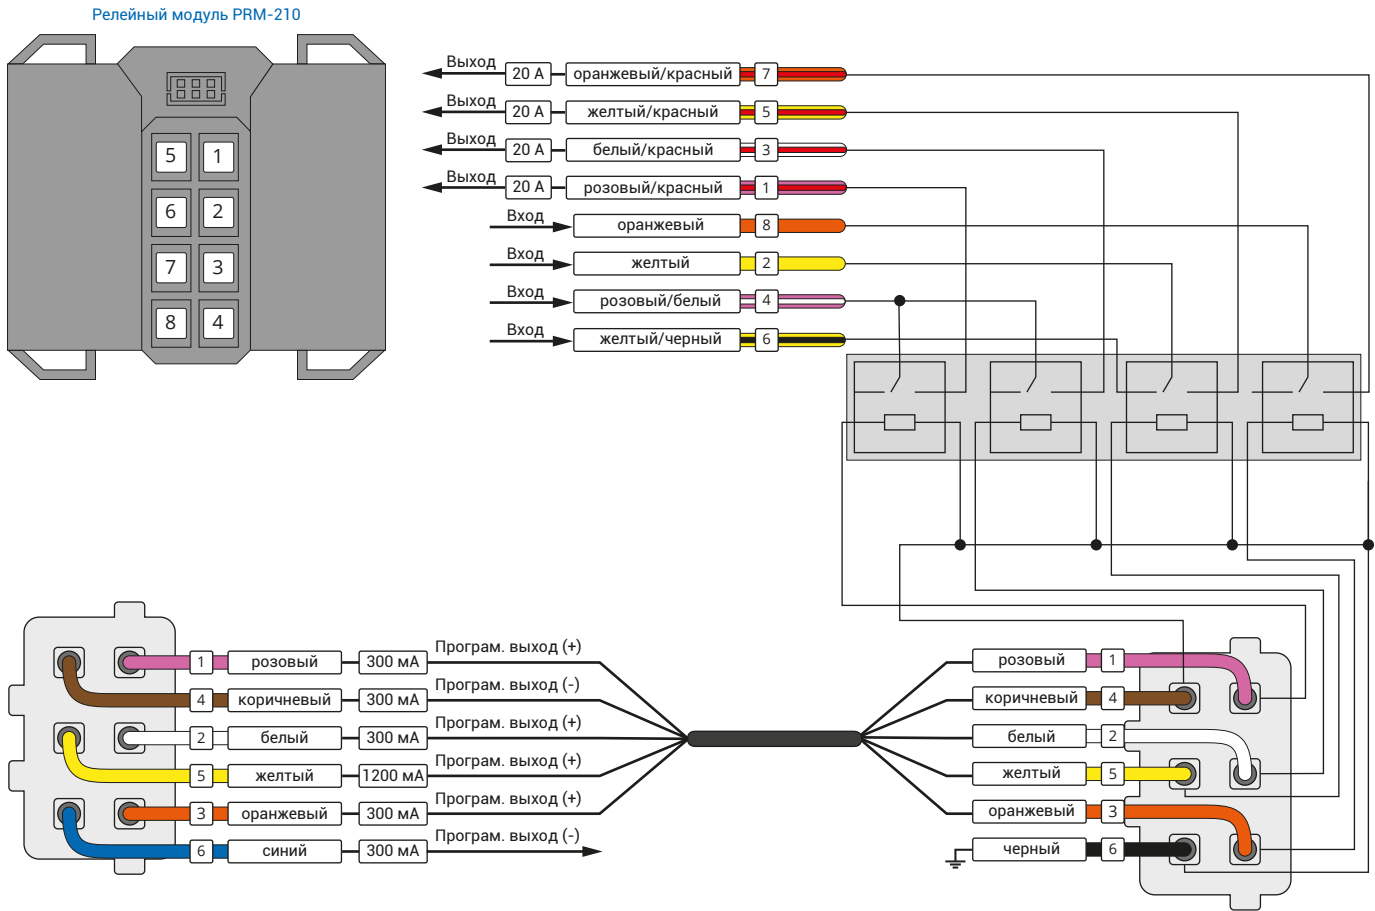 Релейный модуль PRM-210
5 1
6 2
7 3
8 4
Выход 20 А оранжевый/красный 7
Выход 20 А желтый/красный 5
Выход 20 А белый/красный 3
Выход 20 А розовый/красный 1
Вход оранжевый 8
Вход желтый 2
Вход розовый/белый 4
Вход желтый/черный 6
1 розовый 300 мА Програм. выход (+)
4 коричневый 300 мА Програм. выход (-)
2 белый 300 мА Програм. выход (+)
5 желтый 1200 мА Програм. выход (+)
3 оранжевый 300 мА Програм. выход (+)
6 синий 300 мА Програм. выход (-)
розовый 1
коричневый 4
белый 2
желтый 5
оранжевый 3
черный 6